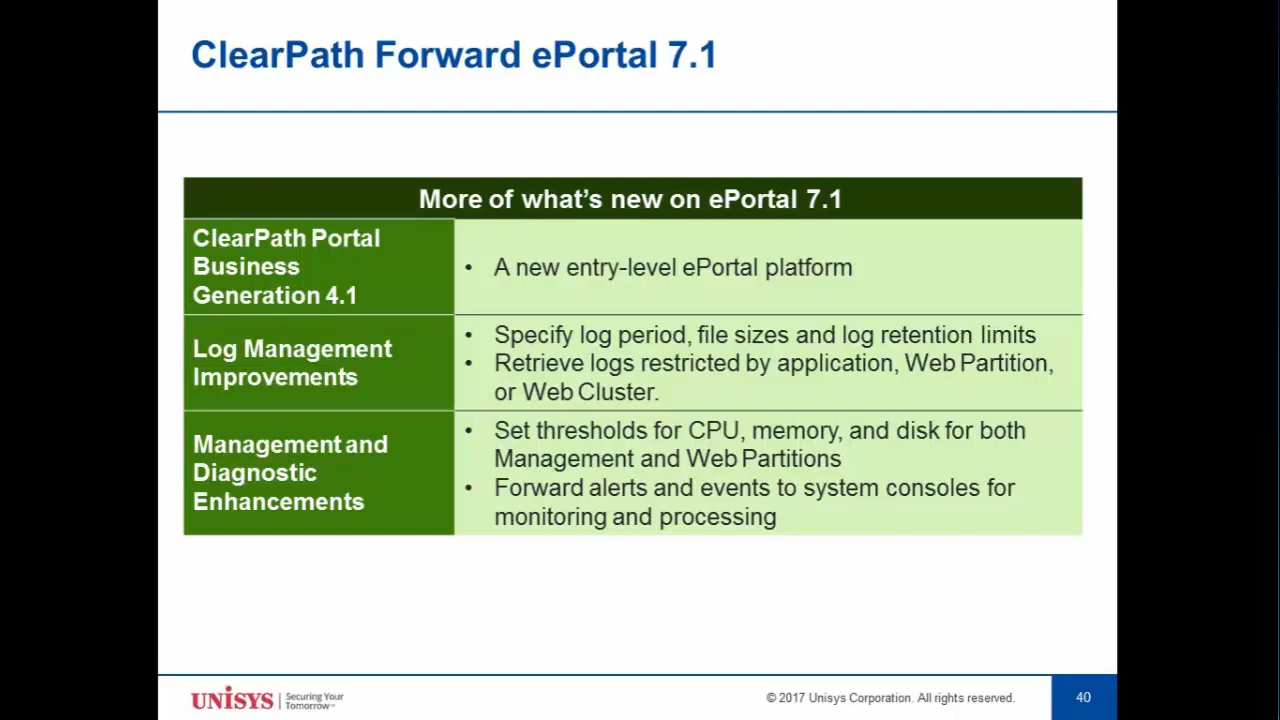 ClearPath Forward ePortal 7.1
More of what's new on ePortal 7.1
ClearPath Portal
Business
Generation 4.1
• A new entry-level ePortal platform
Log Management
Improvements
• Specify log period, file sizes and log retention limits
• Retrieve logs restricted by application, Web Partition,
or Web Cluster.
Management and
Diagnostic
Enhancements
• Set thresholds for CPU, memory, and disk for both
Management and Web Partitions
• Forward alerts and events to system consoles for
monitoring and processing
UNISYS
Securing Your
Tomorrow™
© 2017 Unisys Corporation. All rights reserved.
40